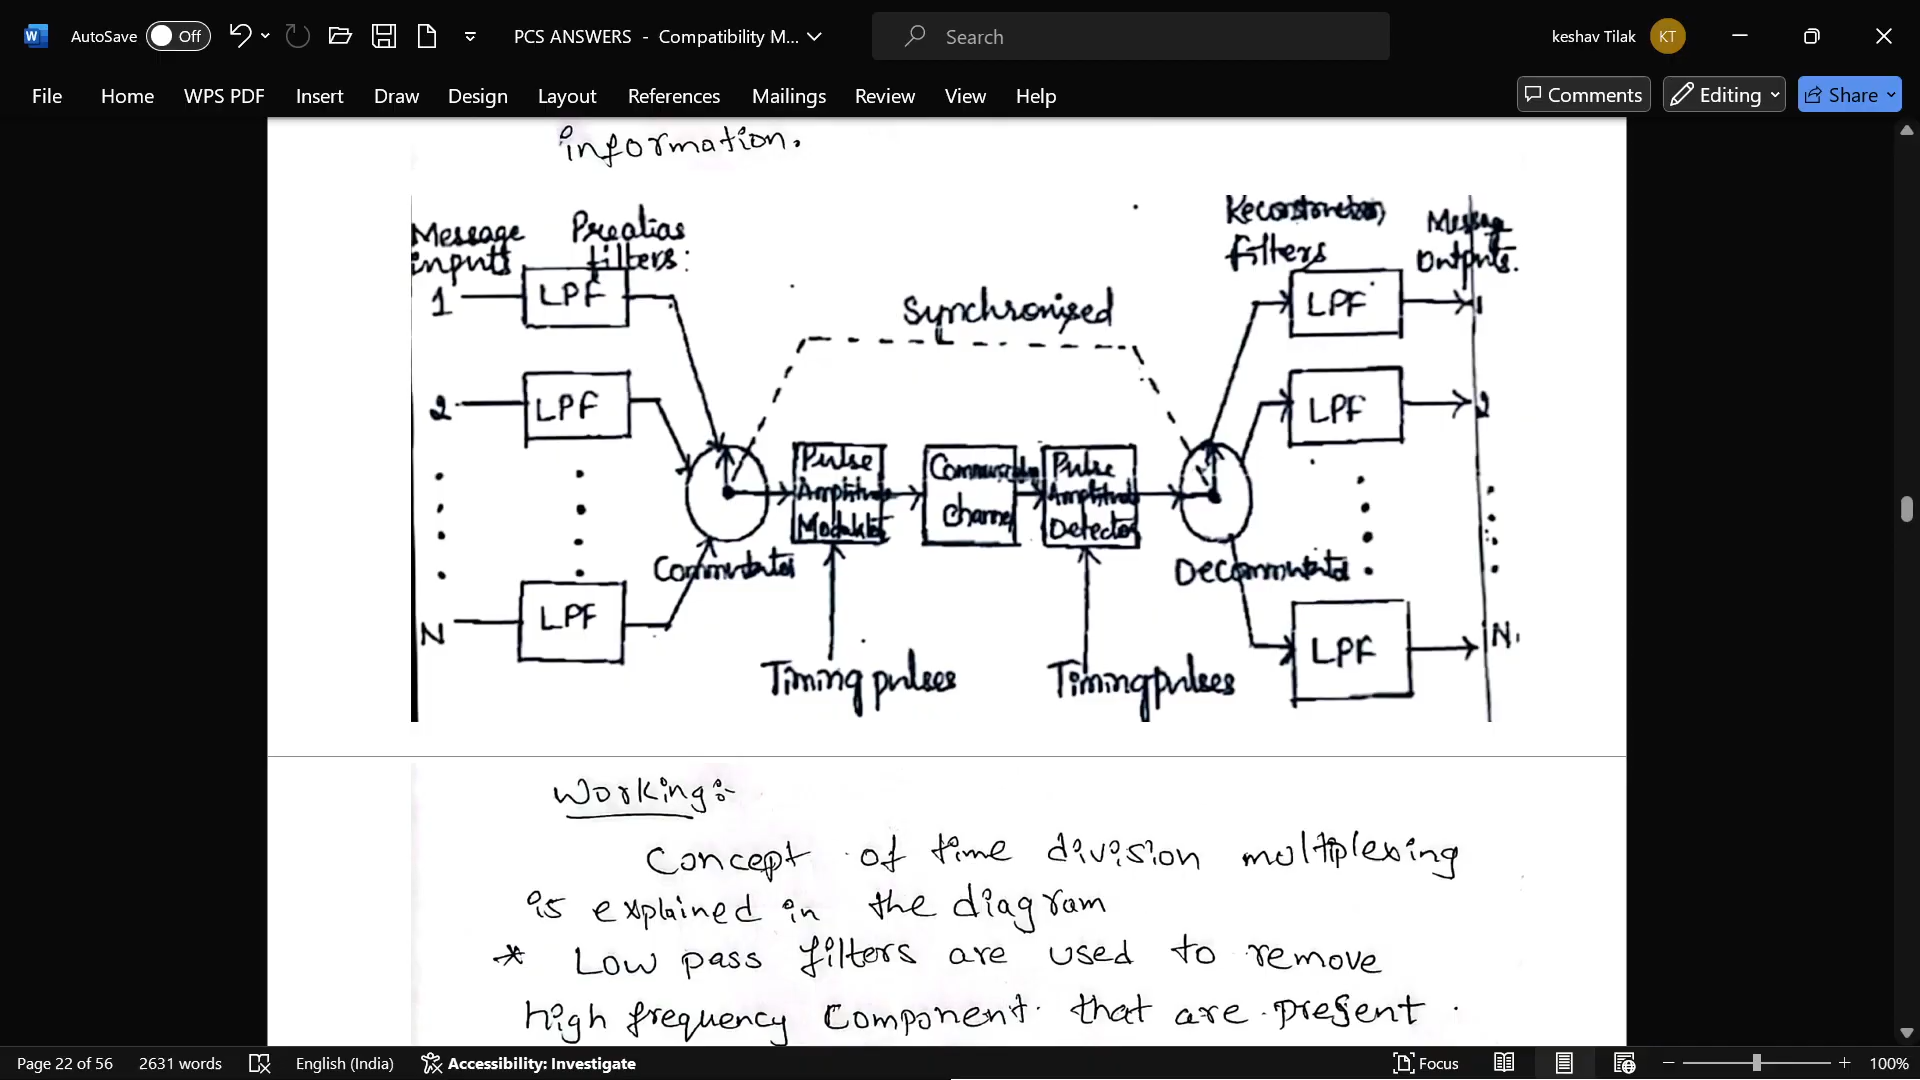 AutoSave Off PCS ANSWERS - Compatibility M... Search keshav Tilak KT
File Home WPS PDF Insert Draw Design Layout References Mailings Review View Help Comments Editing Share
information.
Message inputs
Prealias filters
Reconstruction filters
Message Outputs.
1 LPF
Synchronised
LPF 1
2 LPF
LPF 2
Pulse Amplitude Modulator
Communication channel
Pulse Amplitude Detector
Commutator
Decommutator
N LPF
LPF N.
Timing pulses
Timing pulses
Working:-
Concept of time division multiplexing
is explained in the diagram
* Low pass filters are used to remove
high frequency component that are present
Page 22 of 56 2631 words English (India) Accessibility: Investigate Focus 100%